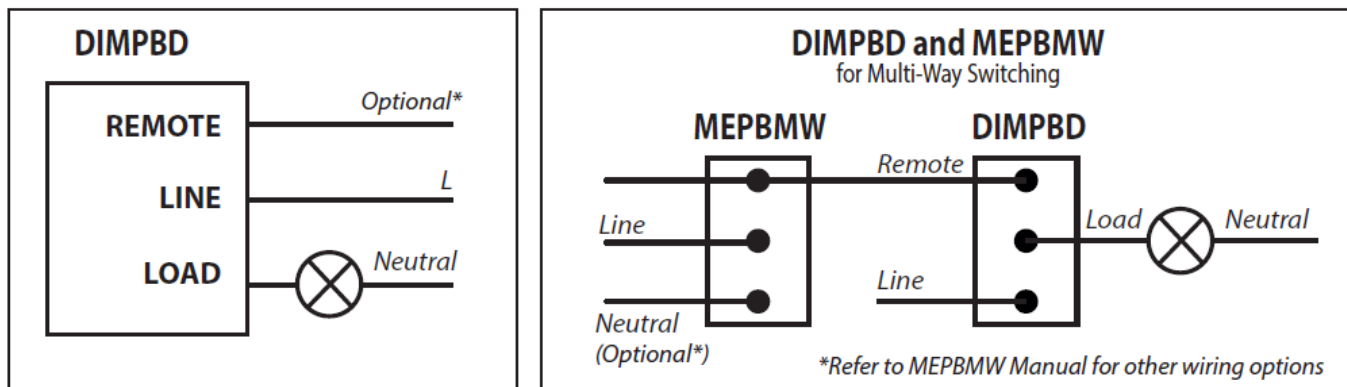 DIMPBD
REMOTE
Optional*
LINE
L
LOAD
Neutral
DIMPBD and MEPBMW
for Multi-Way Switching
MEPBMW
DIMPBD
Remote
Line
Load
Neutral
Line
Neutral
(Optional*)
*Refer to MEPBMW Manual for other wiring options